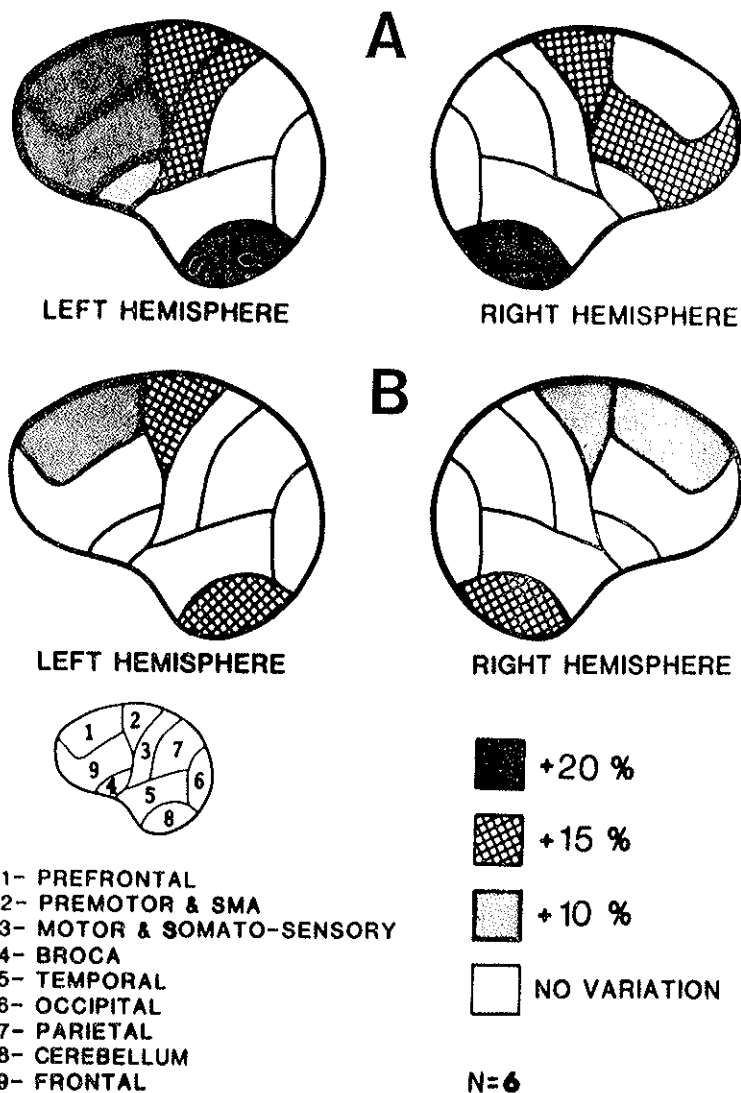 A
LEFT HEMISPHERE
RIGHT HEMISPHERE
B
LEFT HEMISPHERE
RIGHT HEMISPHERE
1
2
3
7
9
4
5
6
8
1- PREFRONTAL
2- PREMOTOR & SMA
3- MOTOR & SOMATO-SENSORY
4- BROCA
5- TEMPORAL
6- OCCIPITAL
7- PARIETAL
8- CEREBELLUM
9- FRONTAL
+20 %
+15 %
+10 %
NO VARIATION
N=6